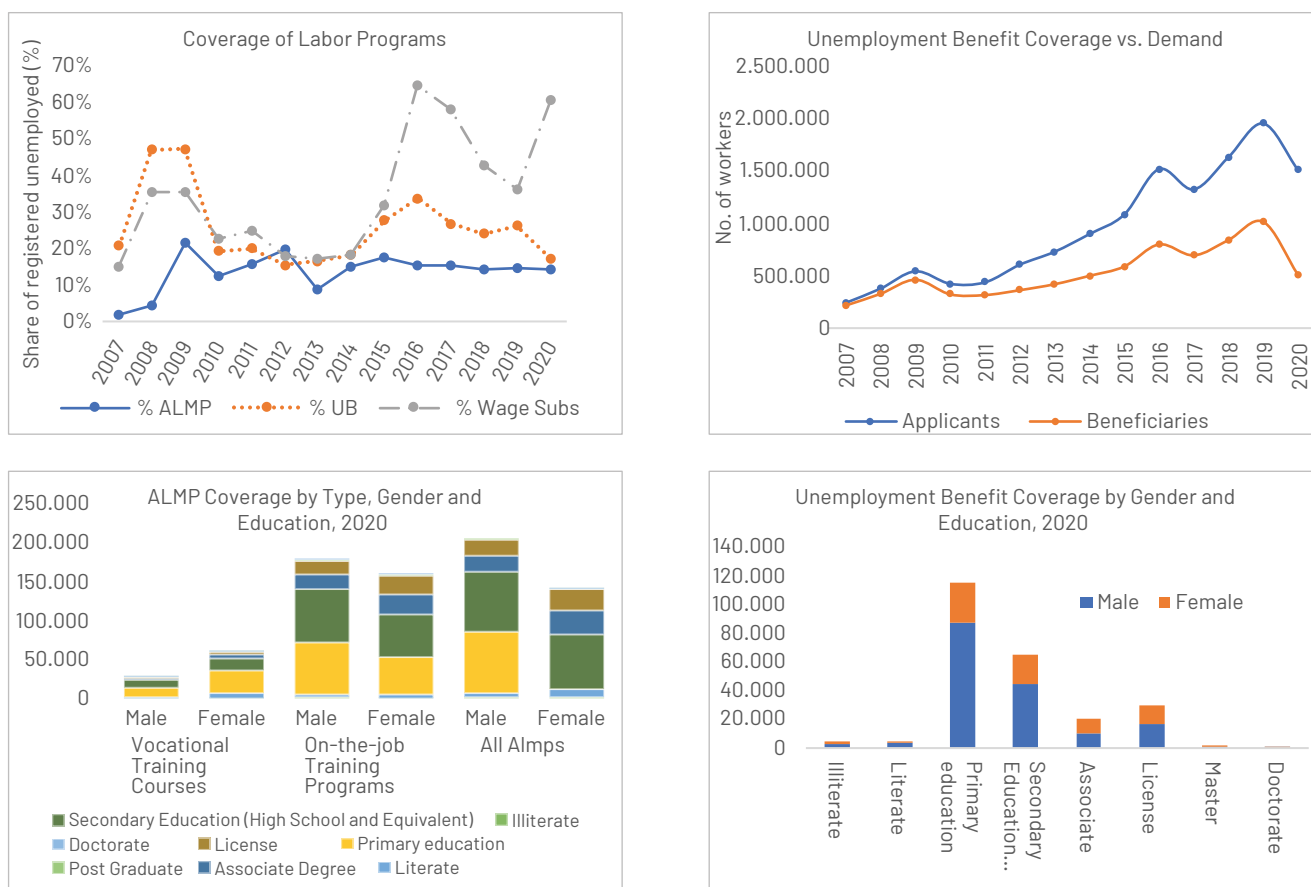 Coverage of Labor Programs
Share of registered unemployed (%)
70%
60%
50%
40%
30%
20%
10%
0%
2007 2008 2009 2010 2011 2012 2013 2014 2015 2016 2017 2018 2019 2020
% ALMP % UB % Wage Subs
Unemployment Benefit Coverage vs. Demand
No. of workers
2.500.000
2.000.000
1.500.000
1.000.000
500.000
0
2007 2008 2009 2010 2011 2012 2013 2014 2015 2016 2017 2018 2019 2020
Applicants Beneficiaries
ALMP Coverage by Type, Gender and
Education, 2020
250.000
200.000
150.000
100.000
50.000
0
Male Female Male Female Male Female
Vocational
Training
Courses
On-the-job
Training
Programs
All Almps
Secondary Education (High School and Equivalent) Illiterate
Doctorate License Primary education
Post Graduate Associate Degree Literate
Unemployment Benefit Coverage by Gender and
Education, 2020
140.000
120.000
100.000
80.000
60.000
40.000
20.000
0
Male Female
Illiterate
Literate
Primary
education
Secondary
Education...
Associate
License
Master
Doctorate